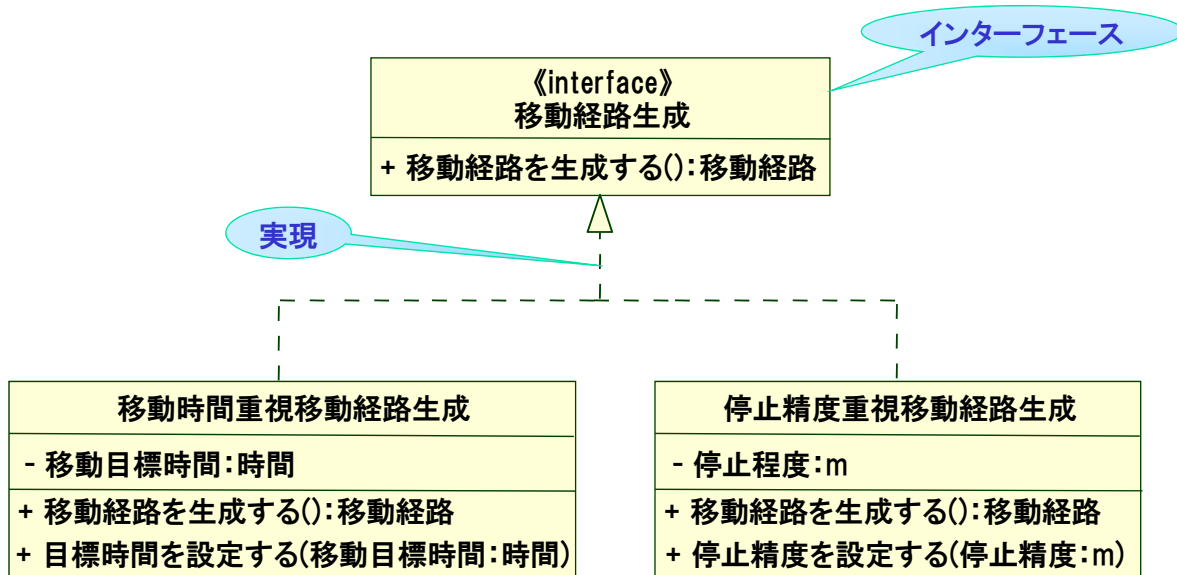 インターフェース
《interface》
移動経路生成
+ 移動経路を生成する():移動経路
実現
移動時間重視移動経路生成
- 移動目標時間:時間
+ 移動経路を生成する():移動経路
+ 目標時間を設定する(移動目標時間:時間)
停止精度重視移動経路生成
- 停止程度:m
+ 移動経路を生成する():移動経路
+ 停止精度を設定する(停止精度:m)